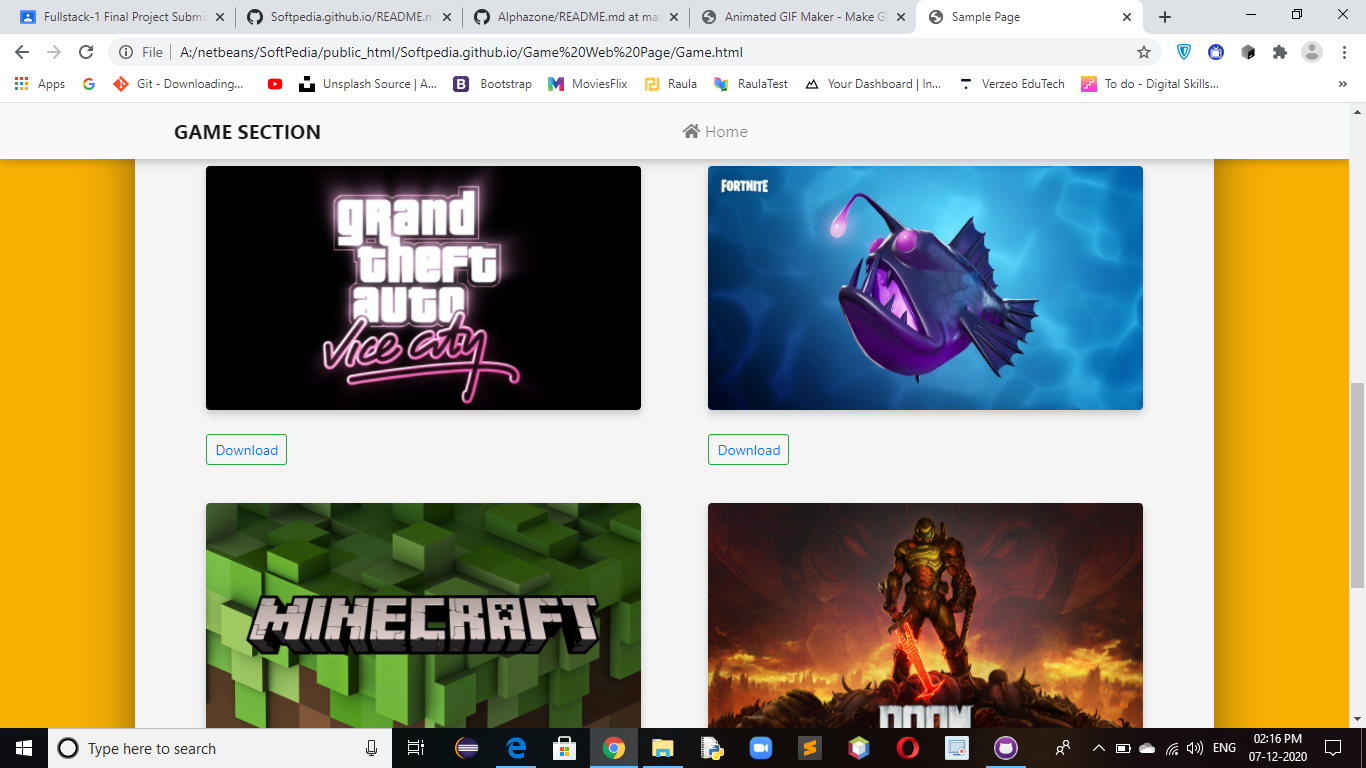 Fullstack-1 Final Project Submis
Softpedia.github.io/README.m
Alphazone/README.md at mas
Animated GIF Maker - Make GI
Sample Page
File
A:/netbeans/SoftPedia/public_html/Softpedia.github.io/Game%20Web%20Page/Game.html
Apps
Git - Downloading...
Unsplash Source | A...
Bootstrap
MoviesFlix
Raula
RaulaTest
Your Dashboard | In...
Verzeo EduTech
To do - Digital Skills...
»
GAME SECTION
Home
grand
theft
auto
vice city
FORTNITE
Download
Download
MINECRAFT
DOOM
Type here to search
ENG
02:16 PM
07-12-2020